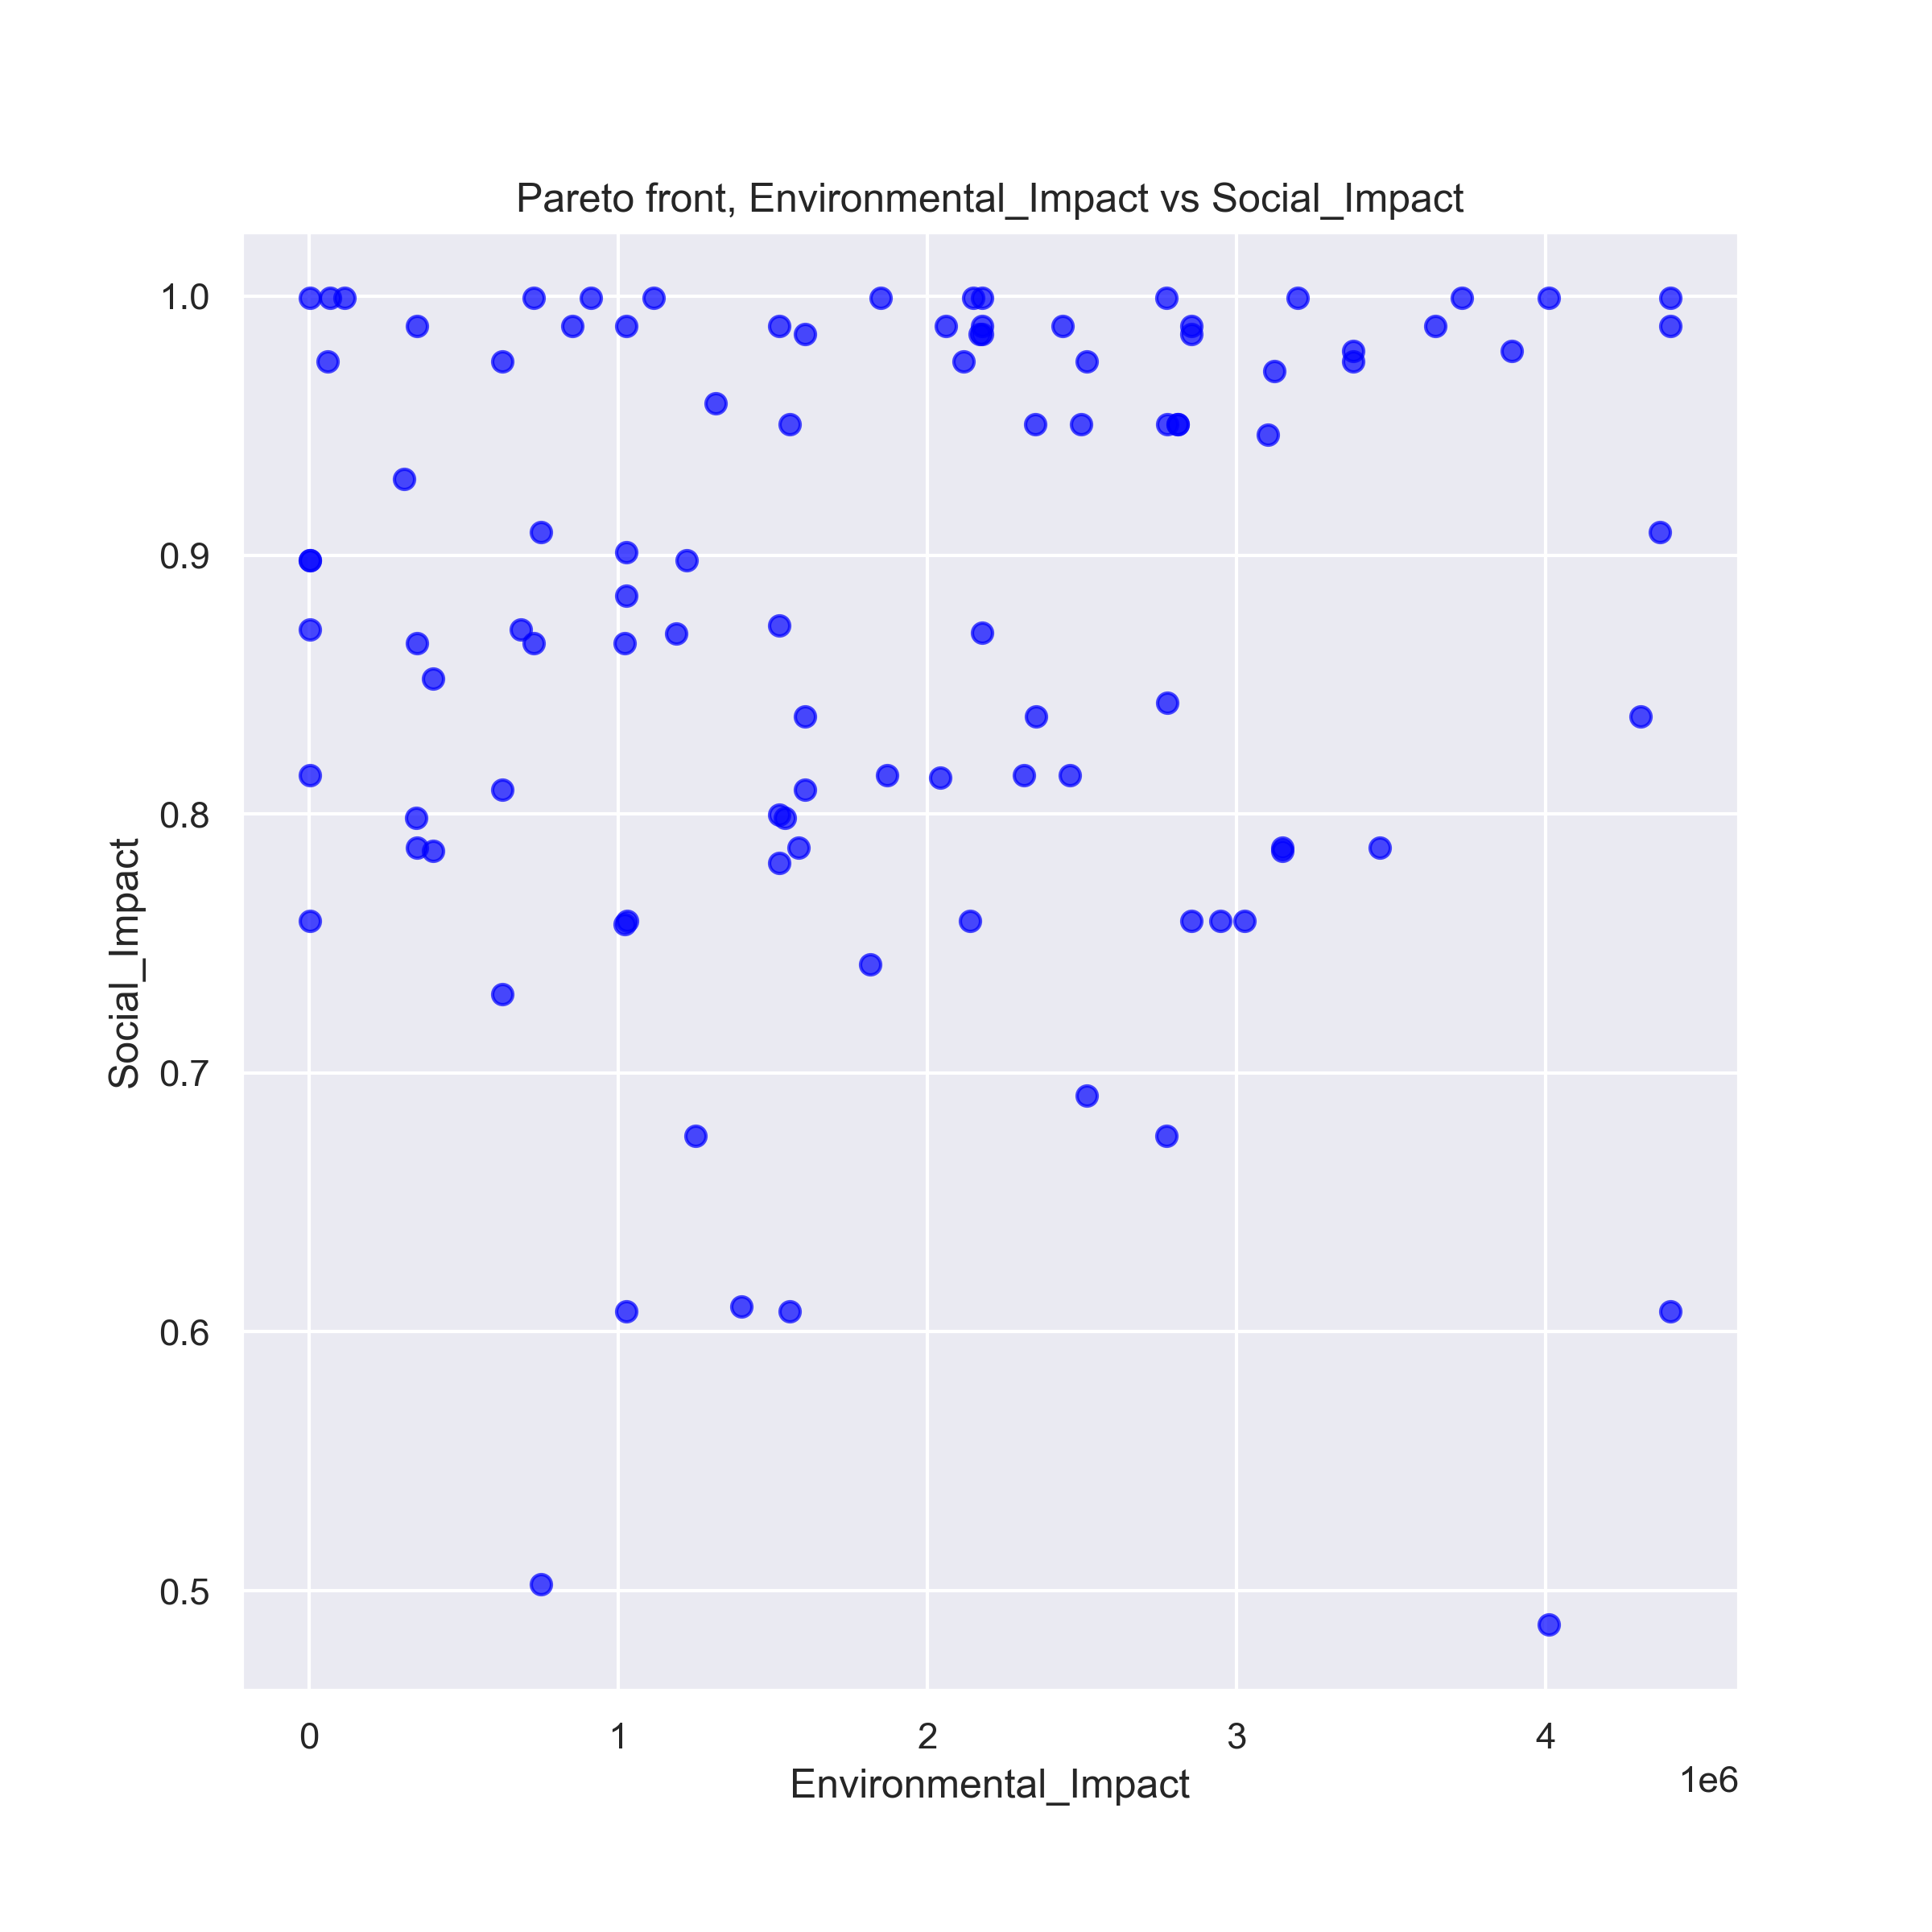 Pareto front, Environmental_Impact vs Social_Impact
1.0
0.9
0.8
0.7
0.6
0.5
Social_Impact
0 1 2 3 4
Environmental_Impact
1e6